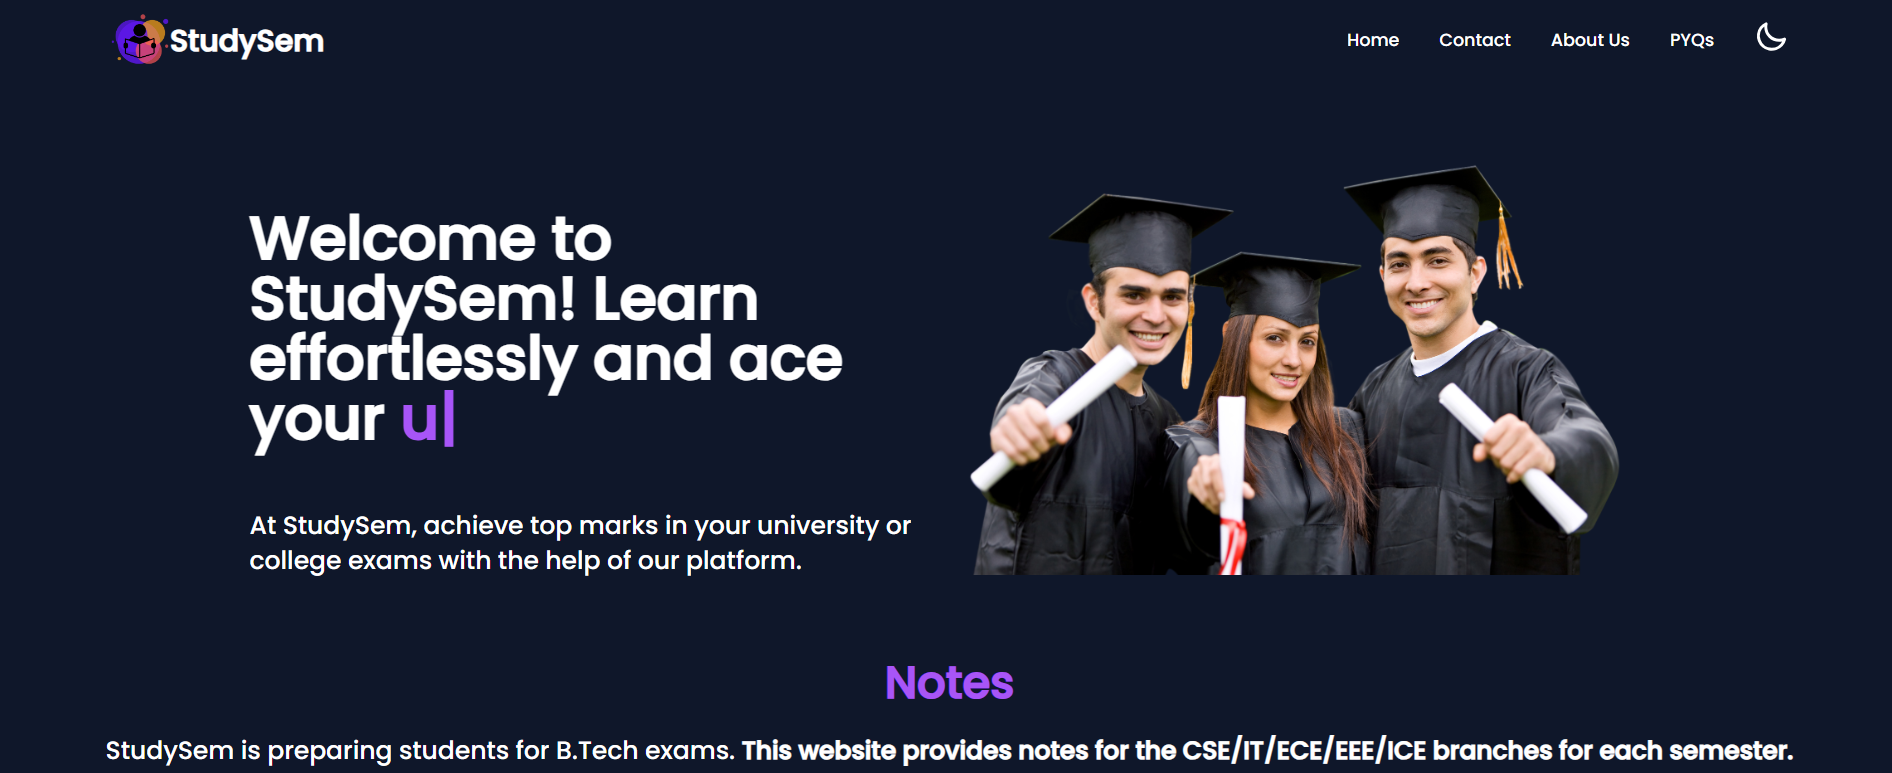 StudySem
Home Contact About Us PYQs
Welcome to
StudySem! Learn
effortlessly and ace
your u|
At StudySem, achieve top marks in your university or
college exams with the help of our platform.
Notes
StudySem is preparing students for B.Tech exams. This website provides notes for the CSE/IT/ECE/EEE/ICE branches for each semester.